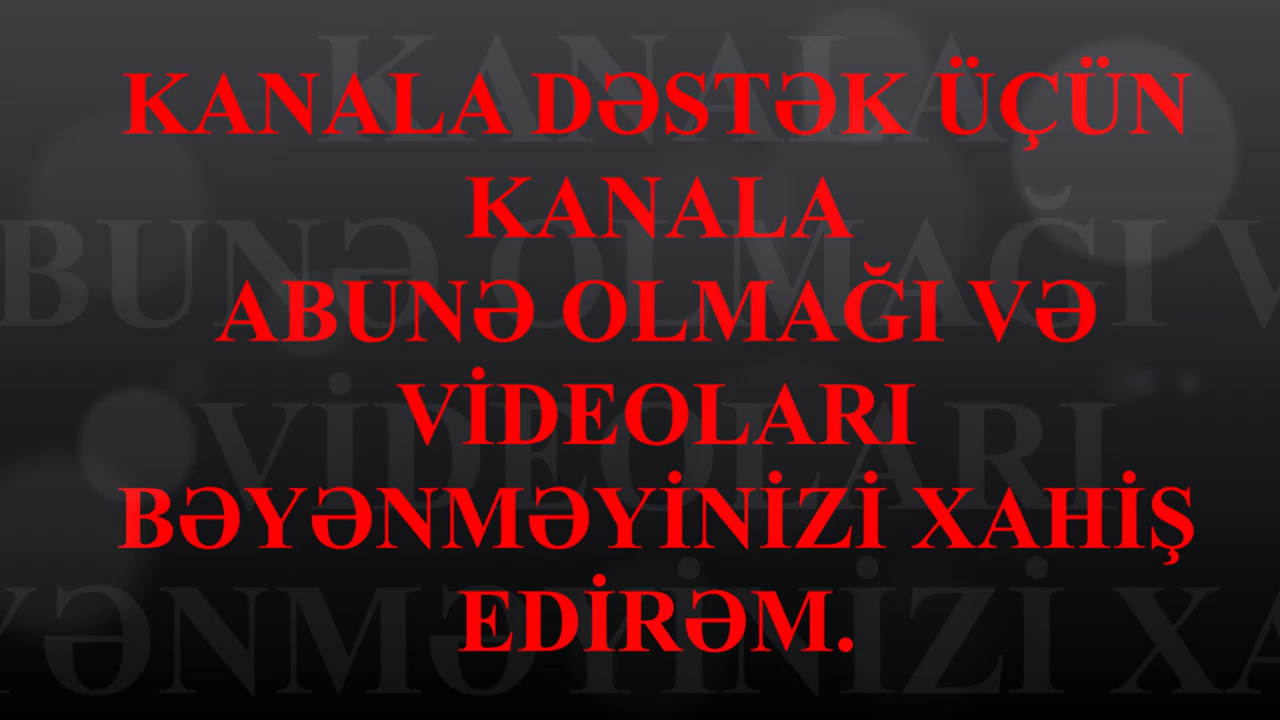 KANALA DƏSTƏK ÜÇÜN
KANALA
ABUNƏ OLMAĞI VƏ
VİDEOLARI
BƏYƏNMƏYİNİZİ XAHİŞ
EDİRƏM.